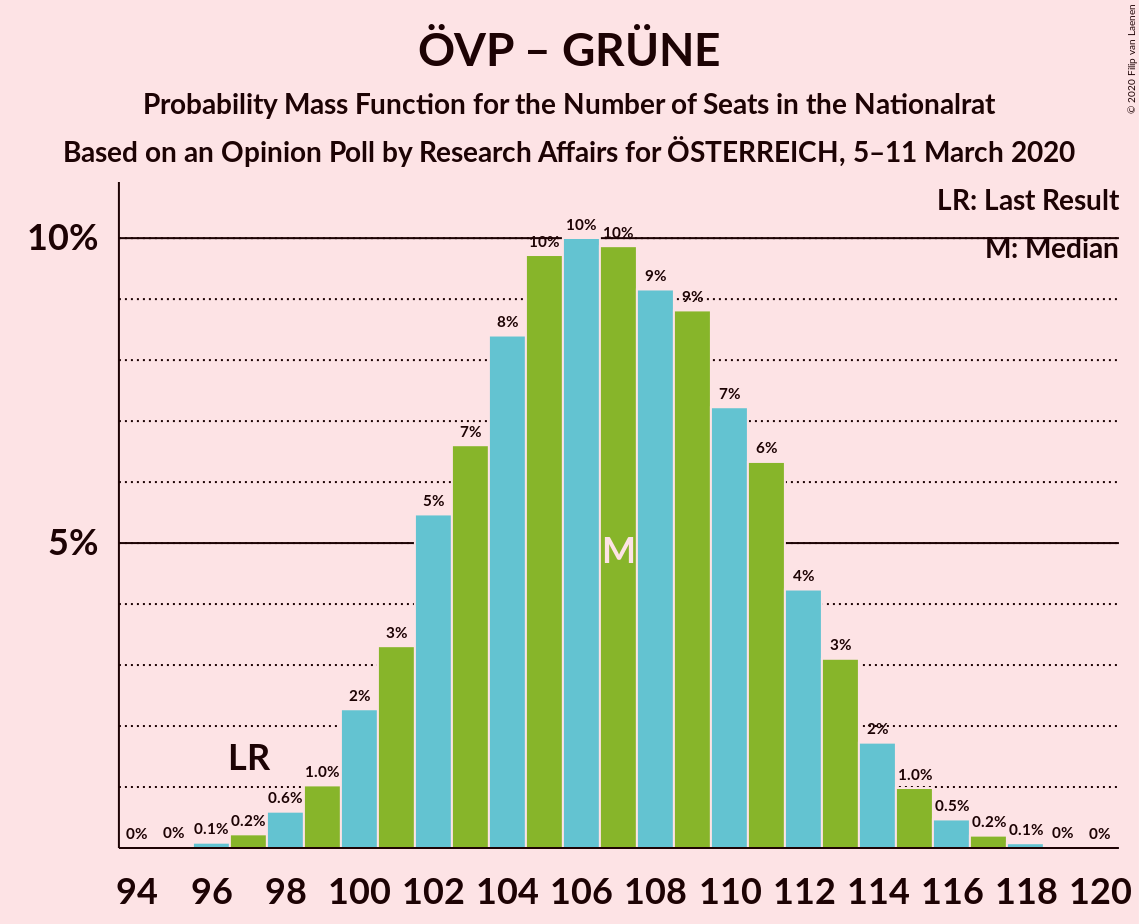 ÖVP – GRÜNE
Probability Mass Function for the Number of Seats in the Nationalrat
Based on an Opinion Poll by Research Affairs for ÖSTERREICH, 5–11 March 2020
© 2020 Filip van Laenen
LR: Last Result
M: Median
10%
5%
0% 0% 0.1% 0.2% 0.6% 1.0% 2% 3% 5% 7% 8% 10% 10% 10% 9% 9% 7% 6% 4% 3% 2% 1.0% 0.5% 0.2% 0.1% 0% 0%
LR
M
94 96 98 100 102 104 106 108 110 112 114 116 118 120